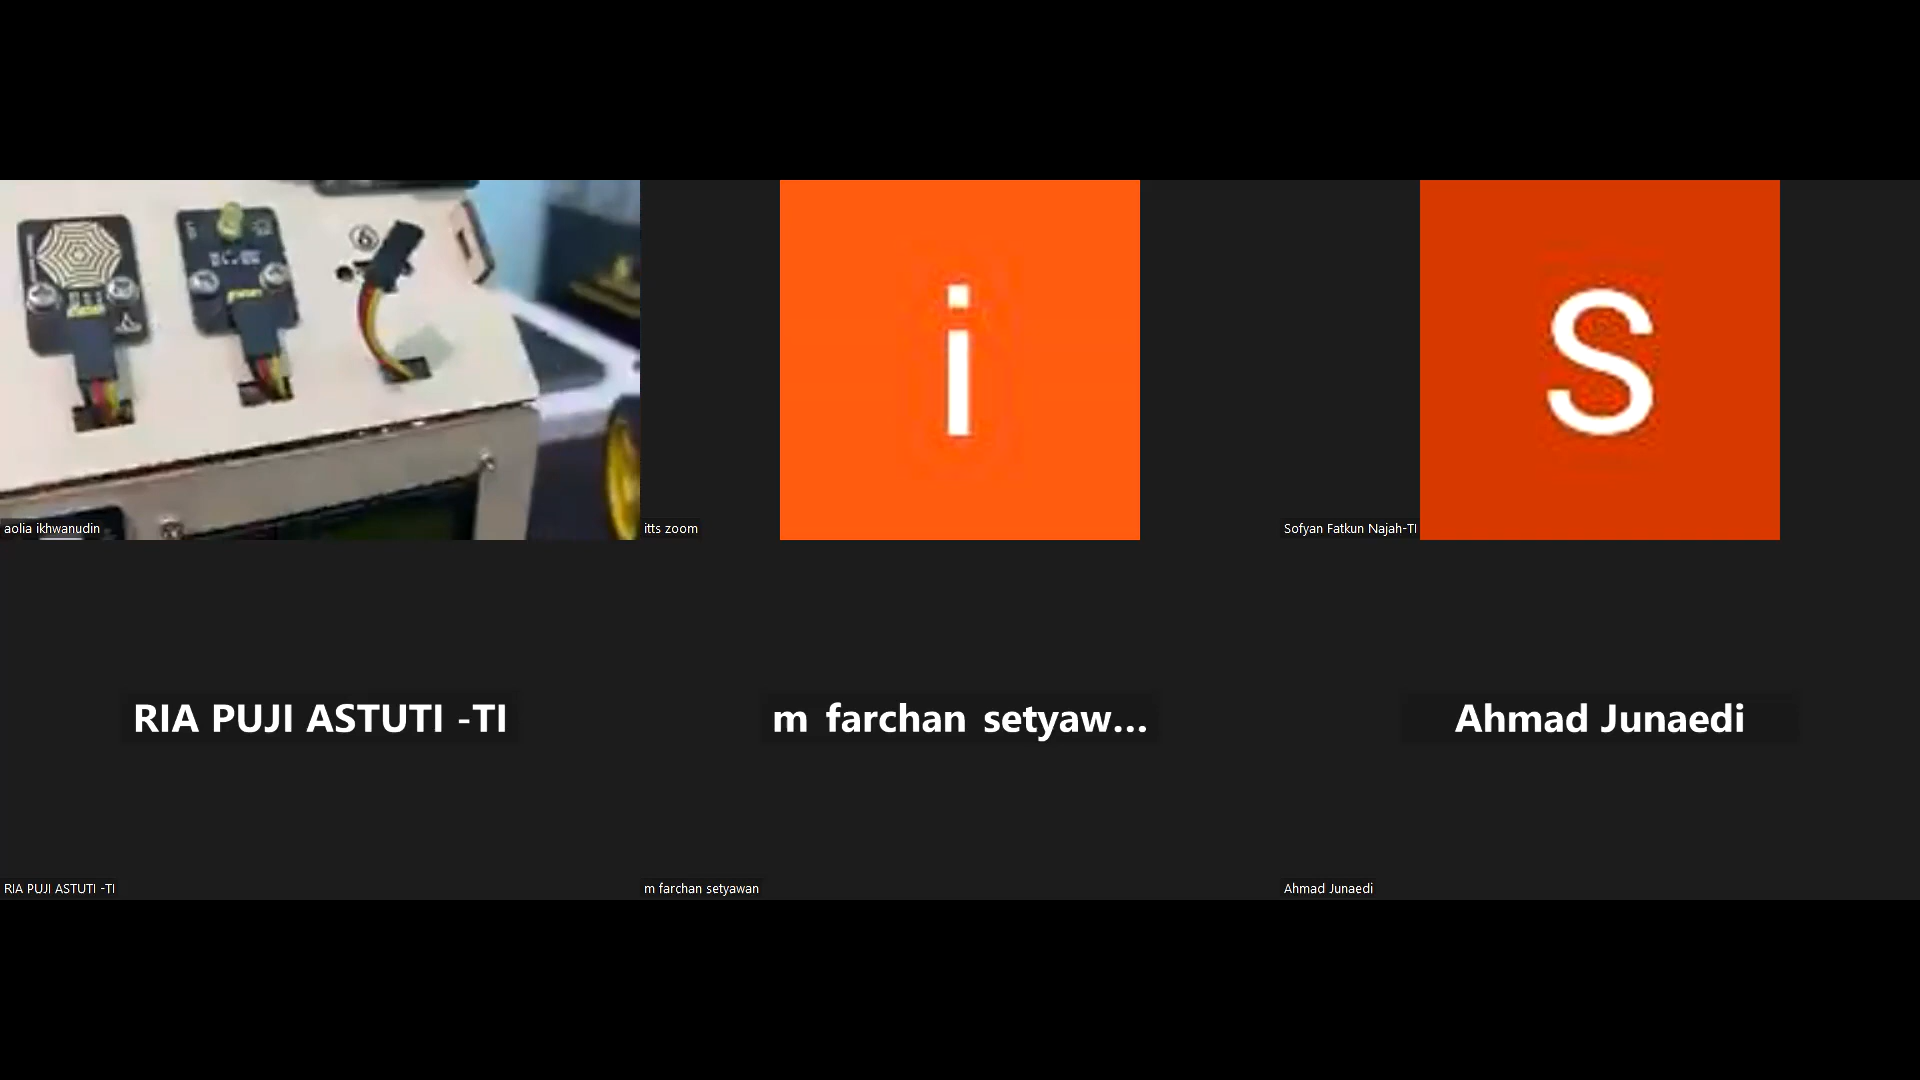 6
aolia ikhwanudin
i
itts zoom
S
Sofyan Fatkun Najah-TI
RIA PUJI ASTUTI -TI
m farchan setyaw...
Ahmad Junaedi
RIA PUJI ASTUTI -TI
m farchan setyawan
Ahmad Junaedi